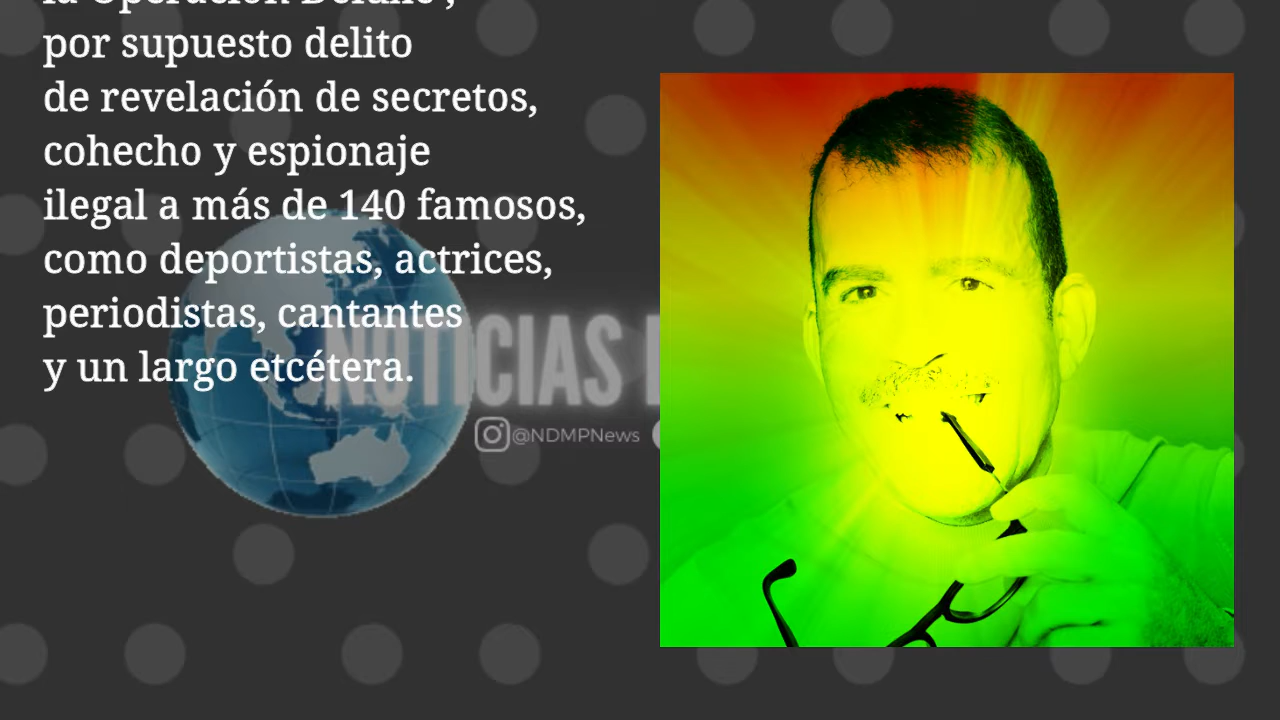 por supuesto delito
de revelación de secretos,
cohecho y espionaje
ilegal a más de 140 famosos,
como deportistas, actrices,
periodistas, cantantes
y un largo etcétera.
NOTICIAS
@NDMPNews